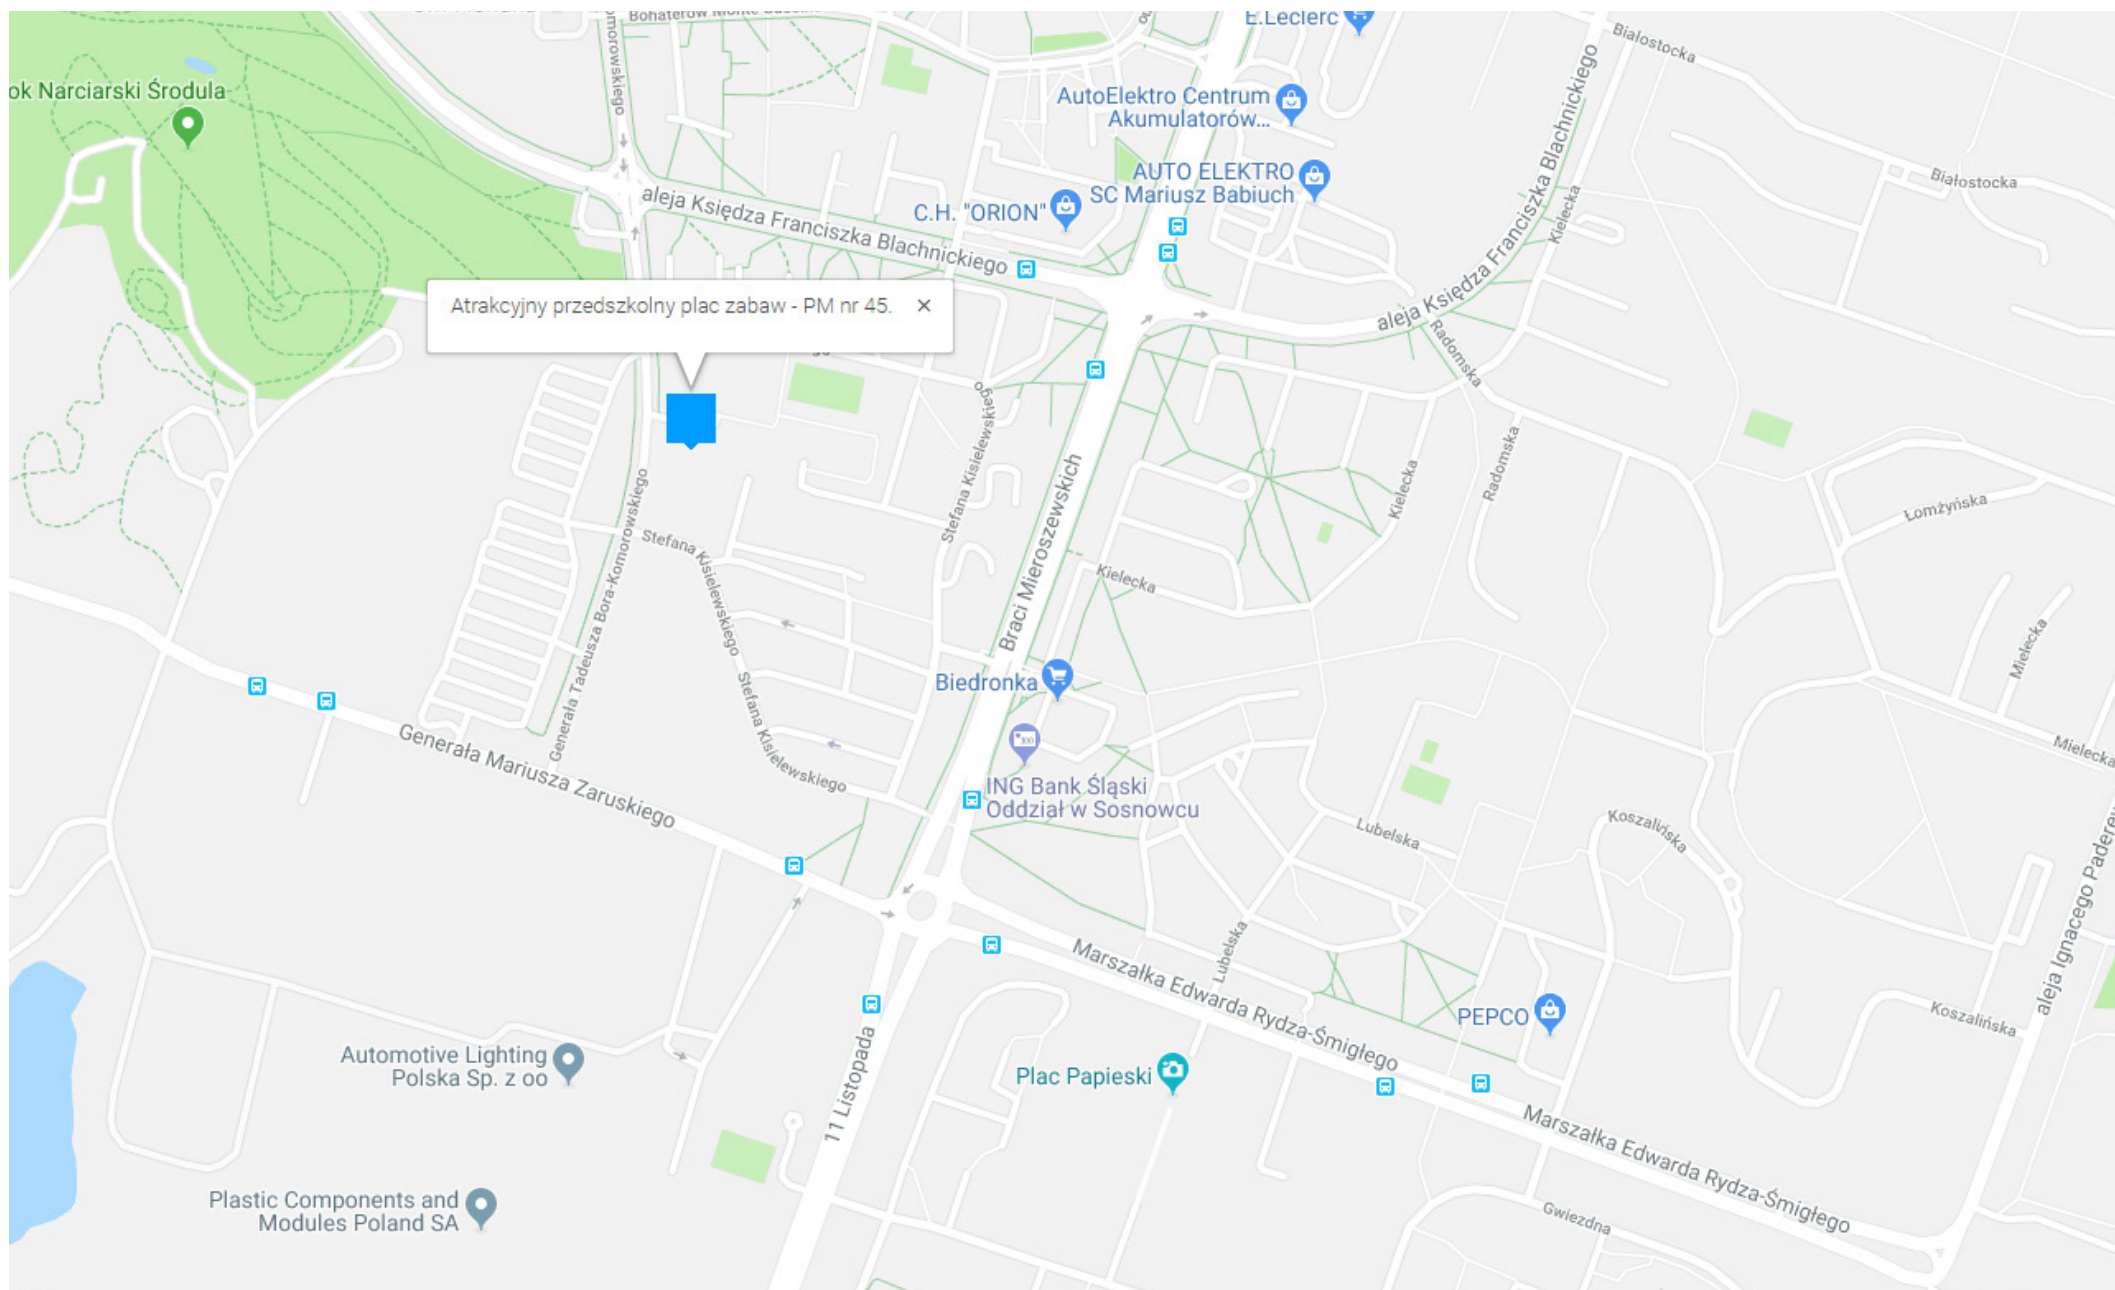 Bohaterów Monte
E.Leclerc
Białostocka
omorowskiego
ok Narciarski Środula
AutoElektro Centrum
Akumulatorów...
aleja Księdza Franciszka Blachnickiego
AUTO ELEKTRO
SC Mariusz Babiuch
Białostocka
C.H. "ORION"
aleja Księdza Franciszka Blachnickiego
Kielecka
Atrakcyjny przedszkolny plac zabaw - PM nr 45. ×
Radomska
Stefana Kisielewskiego
Braci Mieroszewskich
Kielecka
Radomska
Łomżyńska
Generała Tadeusza Bora-Komorowskiego
Stefana Kisielewskiego
Kielecka
Mielecka
Biedronka
Stefana Kisielewskiego
Generała Mariusza Zaruskiego
Mielecka
ING Bank Śląski
Oddział w Sosnowcu
Lubelska
Koszalińska
aleja Ignacego Padere
Lubelska
Marszałka Edwarda Rydza-Śmigłego
PEPCO
Koszalińska
Automotive Lighting
Polska Sp. z oo
11 Listopada
Plac Papieski
Marszałka Edwarda Rydza-Śmigłego
Plastic Components and
Modules Poland SA
Gwiezdna